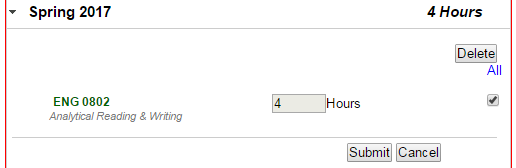 Spring 2017 4 Hours
Delete
All
ENG 0802 4 Hours
Analytical Reading & Writing
Submit Cancel